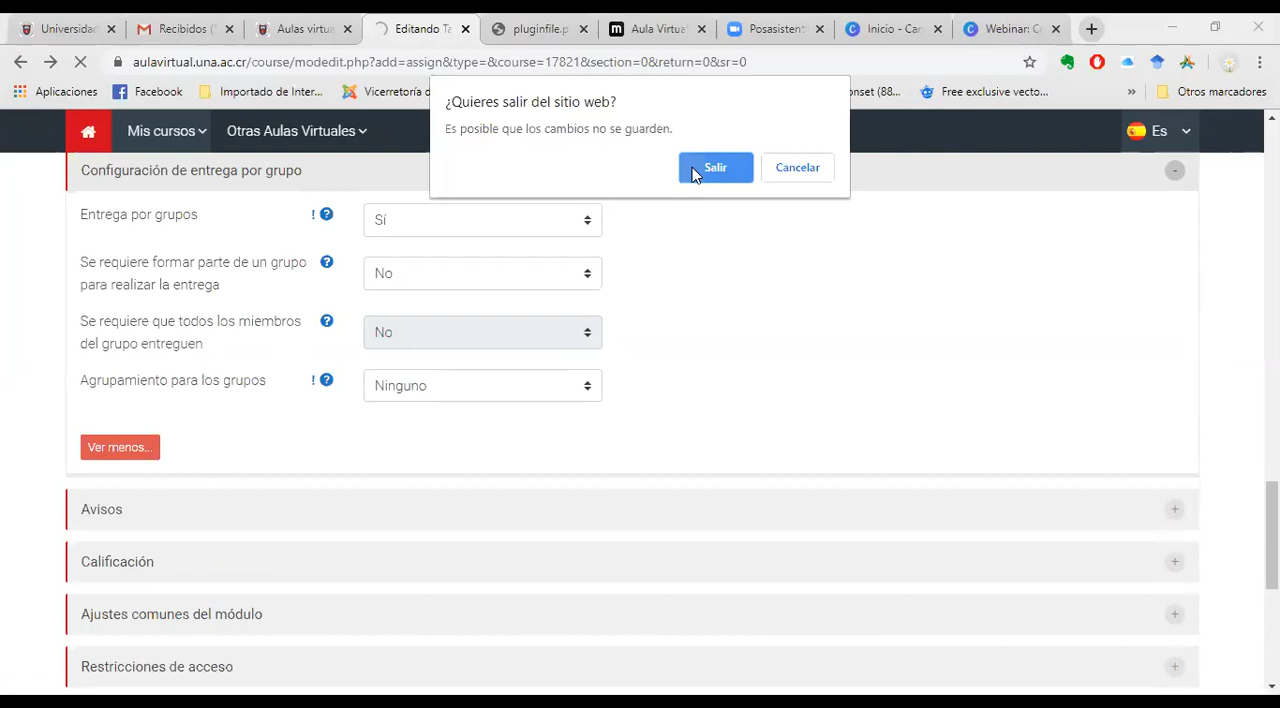 Universidad
Recibidos (
Aulas virtua
Editando Ta
pluginfile.p
Aula Virtua
Posasistent
Inicio - Can
Webinar: C
aulavirtual.una.ac.cr/course/modedit.php?add=assign&type=&course=17821&section=0&return=0&sr=0
Aplicaciones
Facebook
Importado de Inter...
Vicerretoría d
onset (88...
Free exclusive vecto...
»
Otros marcadores
¿Quieres salir del sitio web?
Es posible que los cambios no se guarden.
Salir
Cancelar
Mis cursos
Otras Aulas Virtuales
Es
Configuración de entrega por grupo
Entrega por grupos
! ?
Sí
Se requiere formar parte de un grupo
para realizar la entrega
?
No
Se requiere que todos los miembros
del grupo entreguen
?
No
Agrupamiento para los grupos
! ?
Ninguno
Ver menos...
Avisos
Calificación
Ajustes comunes del módulo
Restricciones de acceso